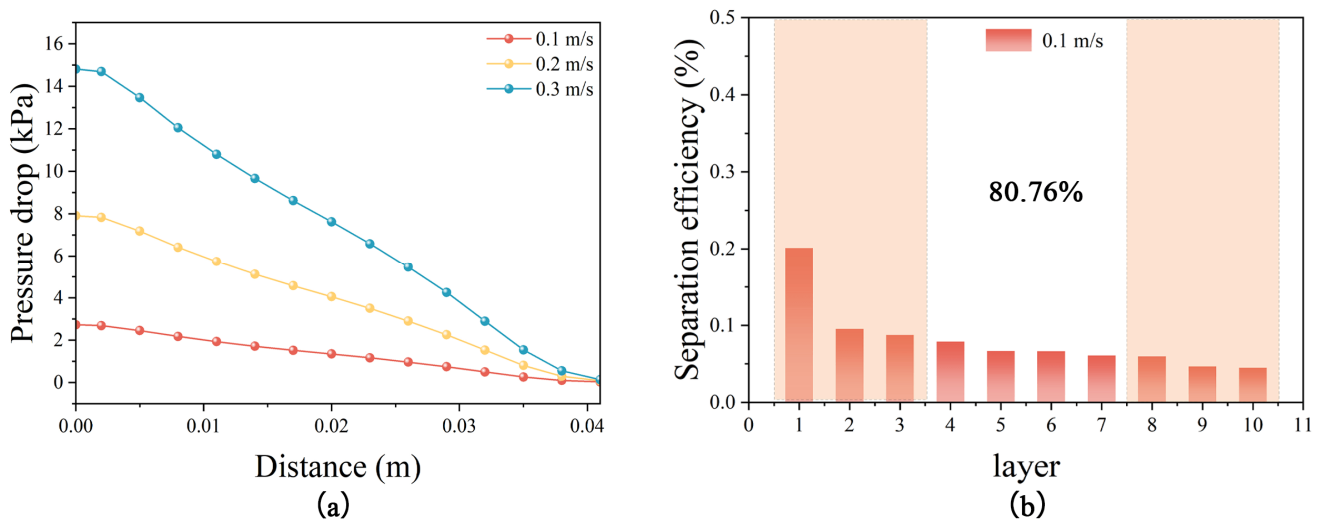 16
14
12
10
8
6
4
2
0
0.00 0.01 0.02 0.03 0.04
Pressure drop (kPa)
Distance (m)
0.1 m/s
0.2 m/s
0.3 m/s
(a)
0.5
0.4
0.3
0.2
0.1
0.0
0 1 2 3 4 5 6 7 8 9 10 11
Separation efficiency (%)
layer
0.1 m/s
80.76%
(b)